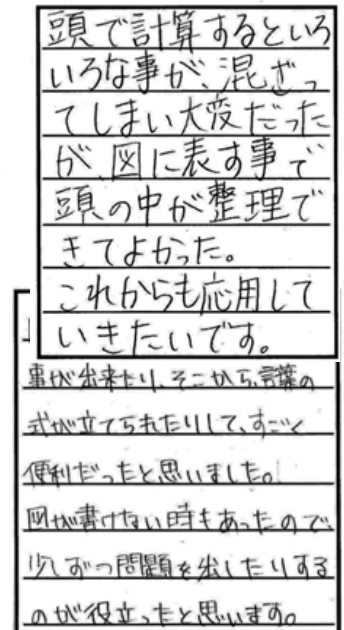 頭で計算するといろ
いろな事が、混ざっ
てしまい大変だった
が、図に表す事で
頭の中が整理で
きてよかった。
これからも応用して
いきたいです。
事が出来たり、そこから、言葉の
式が立てられたりして、すごく
便利だったと思いました。
図が書けない時もあったので、
少しずつ問題を出したりする
のが役立ったと思います。